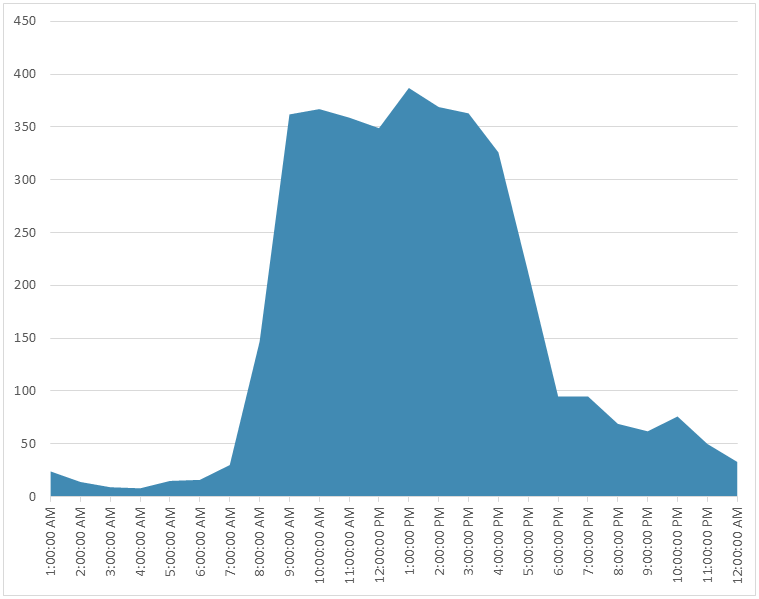 450
400
350
300
250
200
150
100
50
0
1:00:00 AM
2:00:00 AM
3:00:00 AM
4:00:00 AM
5:00:00 AM
6:00:00 AM
7:00:00 AM
8:00:00 AM
9:00:00 AM
10:00:00 AM
11:00:00 AM
12:00:00 PM
1:00:00 PM
2:00:00 PM
3:00:00 PM
4:00:00 PM
5:00:00 PM
6:00:00 PM
7:00:00 PM
8:00:00 PM
9:00:00 PM
10:00:00 PM
11:00:00 PM
12:00:00 AM